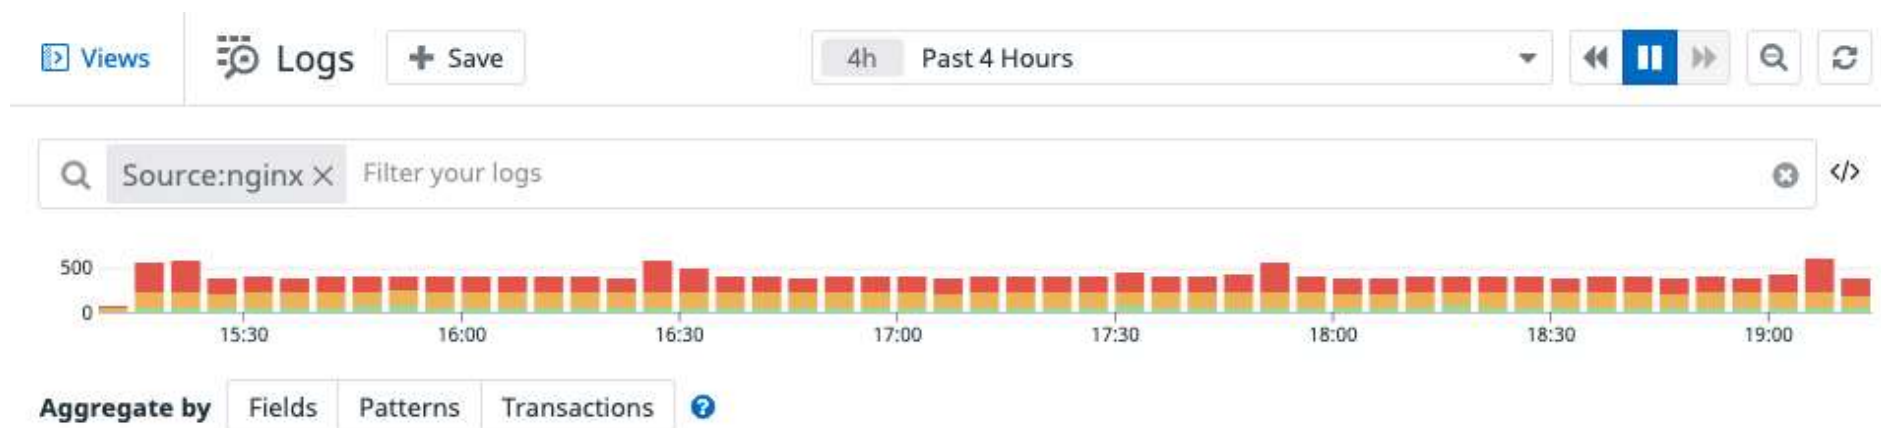 Views Logs Save 4h Past 4 Hours
Source:nginx Filter your logs </>
500
0
15:30 16:00 16:30 17:00 17:30 18:00 18:30 19:00
Aggregate by Fields Patterns Transactions ?